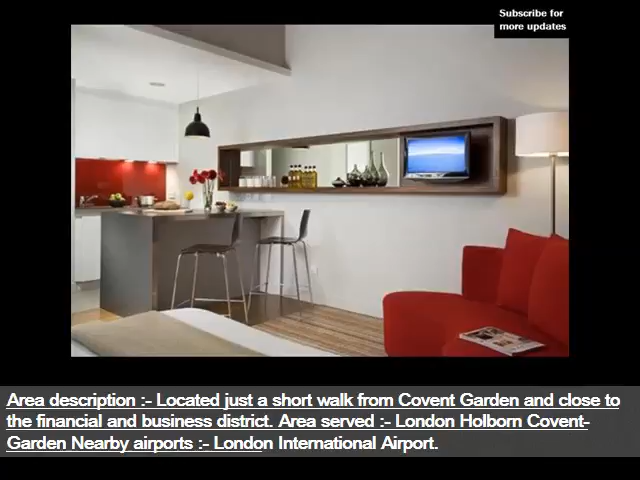 Subscribe for
more updates
Area description :- Located just a short walk from Covent Garden and close to
the financial and business district. Area served :- London Holborn Covent-
Garden Nearby airports :- London International Airport.